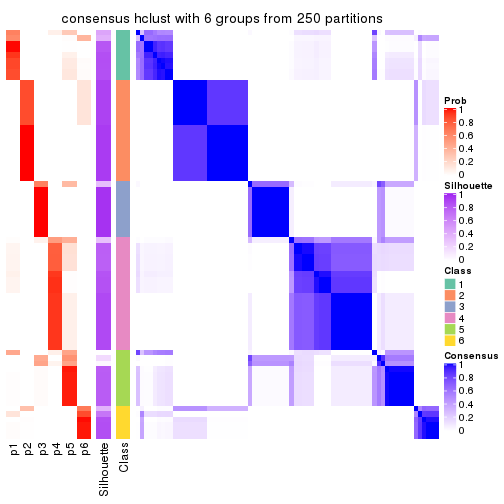 consensus hclust with 6 groups from 250 partitions
Prob
1
0.8
0.6
0.4
0.2
0
Silhouette
1
0.8
0.6
0.4
0.2
0
Class
1
2
3
4
5
6
Consensus
1
0.8
0.6
0.4
0.2
0
p1
p2
p3
p4
p5
p6
Silhouette
Class